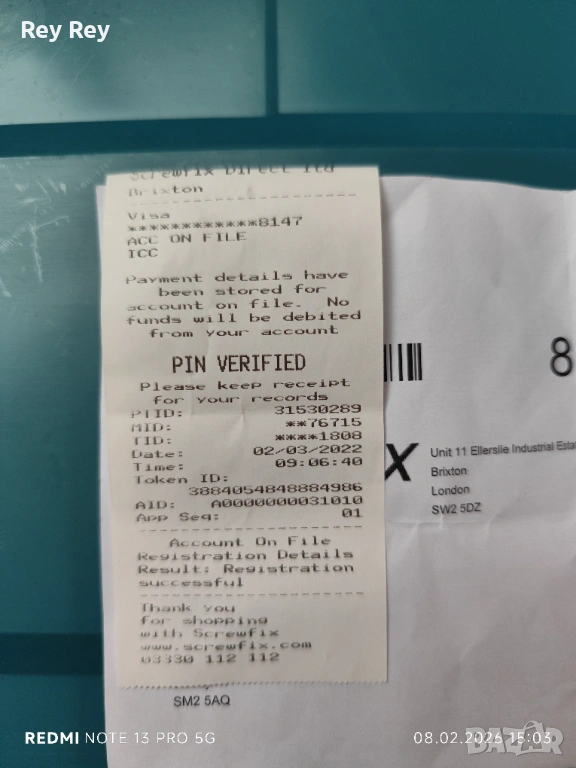 Rey Rey
Screwfix Direct Ltd
Brixton
Visa
************8147
ACC ON FILE
ICC
Payment details have
been stored for
account on file. No
funds will be debited
from your account
PIN VERIFIED
Please keep receipt
for your records
PTID: 31530289
MID: **76715
TID: ****1808
Date: 02/03/2022
Time: 09:06:40
Token ID:
3884054848884986
AID: A0000000031010
App Seq: 01
Account On File
Registration Details
Result: Registration
successful
Thank you
for shopping
with Screwfix
www.screwfix.com
03330 112 112
8
X
Unit 11 Ellersile Industrial Esta
Brixton
London
SW2 5DZ
SM2 5AQ
REDMI NOTE 13 PRO 5G
08.02.2026 15:03
BAZAR